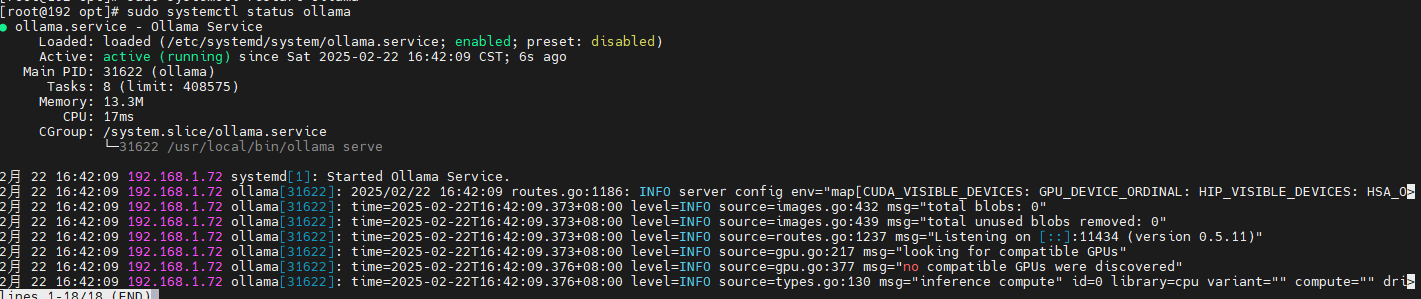 [root@192 opt]# sudo systemctl status ollama
● ollama.service - Ollama Service
Loaded: loaded (/etc/systemd/system/ollama.service; enabled; preset: disabled)
Active: active (running) since Sat 2025-02-22 16:42:09 CST; 6s ago
Main PID: 31622 (ollama)
Tasks: 8 (limit: 408575)
Memory: 13.3M
CPU: 17ms
CGroup: /system.slice/ollama.service
└─31622 /usr/local/bin/ollama serve
2月 22 16:42:09 192.168.1.72 systemd[1]: Started Ollama Service.
2月 22 16:42:09 192.168.1.72 ollama[31622]: 2025/02/22 16:42:09 routes.go:1186: INFO server config env="map[CUDA_VISIBLE_DEVICES: GPU_DEVICE_ORDINAL: HIP_VISIBLE_DEVICES: HSA_O>
2月 22 16:42:09 192.168.1.72 ollama[31622]: time=2025-02-22T16:42:09.373+08:00 level=INFO source=images.go:432 msg="total blobs: 0"
2月 22 16:42:09 192.168.1.72 ollama[31622]: time=2025-02-22T16:42:09.373+08:00 level=INFO source=images.go:439 msg="total unused blobs removed: 0"
2月 22 16:42:09 192.168.1.72 ollama[31622]: time=2025-02-22T16:42:09.373+08:00 level=INFO source=routes.go:1237 msg="Listening on [::]:11434 (version 0.5.11)"
2月 22 16:42:09 192.168.1.72 ollama[31622]: time=2025-02-22T16:42:09.373+08:00 level=INFO source=gpu.go:217 msg="looking for compatible GPUs"
2月 22 16:42:09 192.168.1.72 ollama[31622]: time=2025-02-22T16:42:09.376+08:00 level=INFO source=gpu.go:377 msg="no compatible GPUs were discovered"
2月 22 16:42:09 192.168.1.72 ollama[31622]: time=2025-02-22T16:42:09.376+08:00 level=INFO source=types.go:130 msg="inference compute" id=0 library=cpu variant="" compute="" dri>
lines 1-18/18 (END)